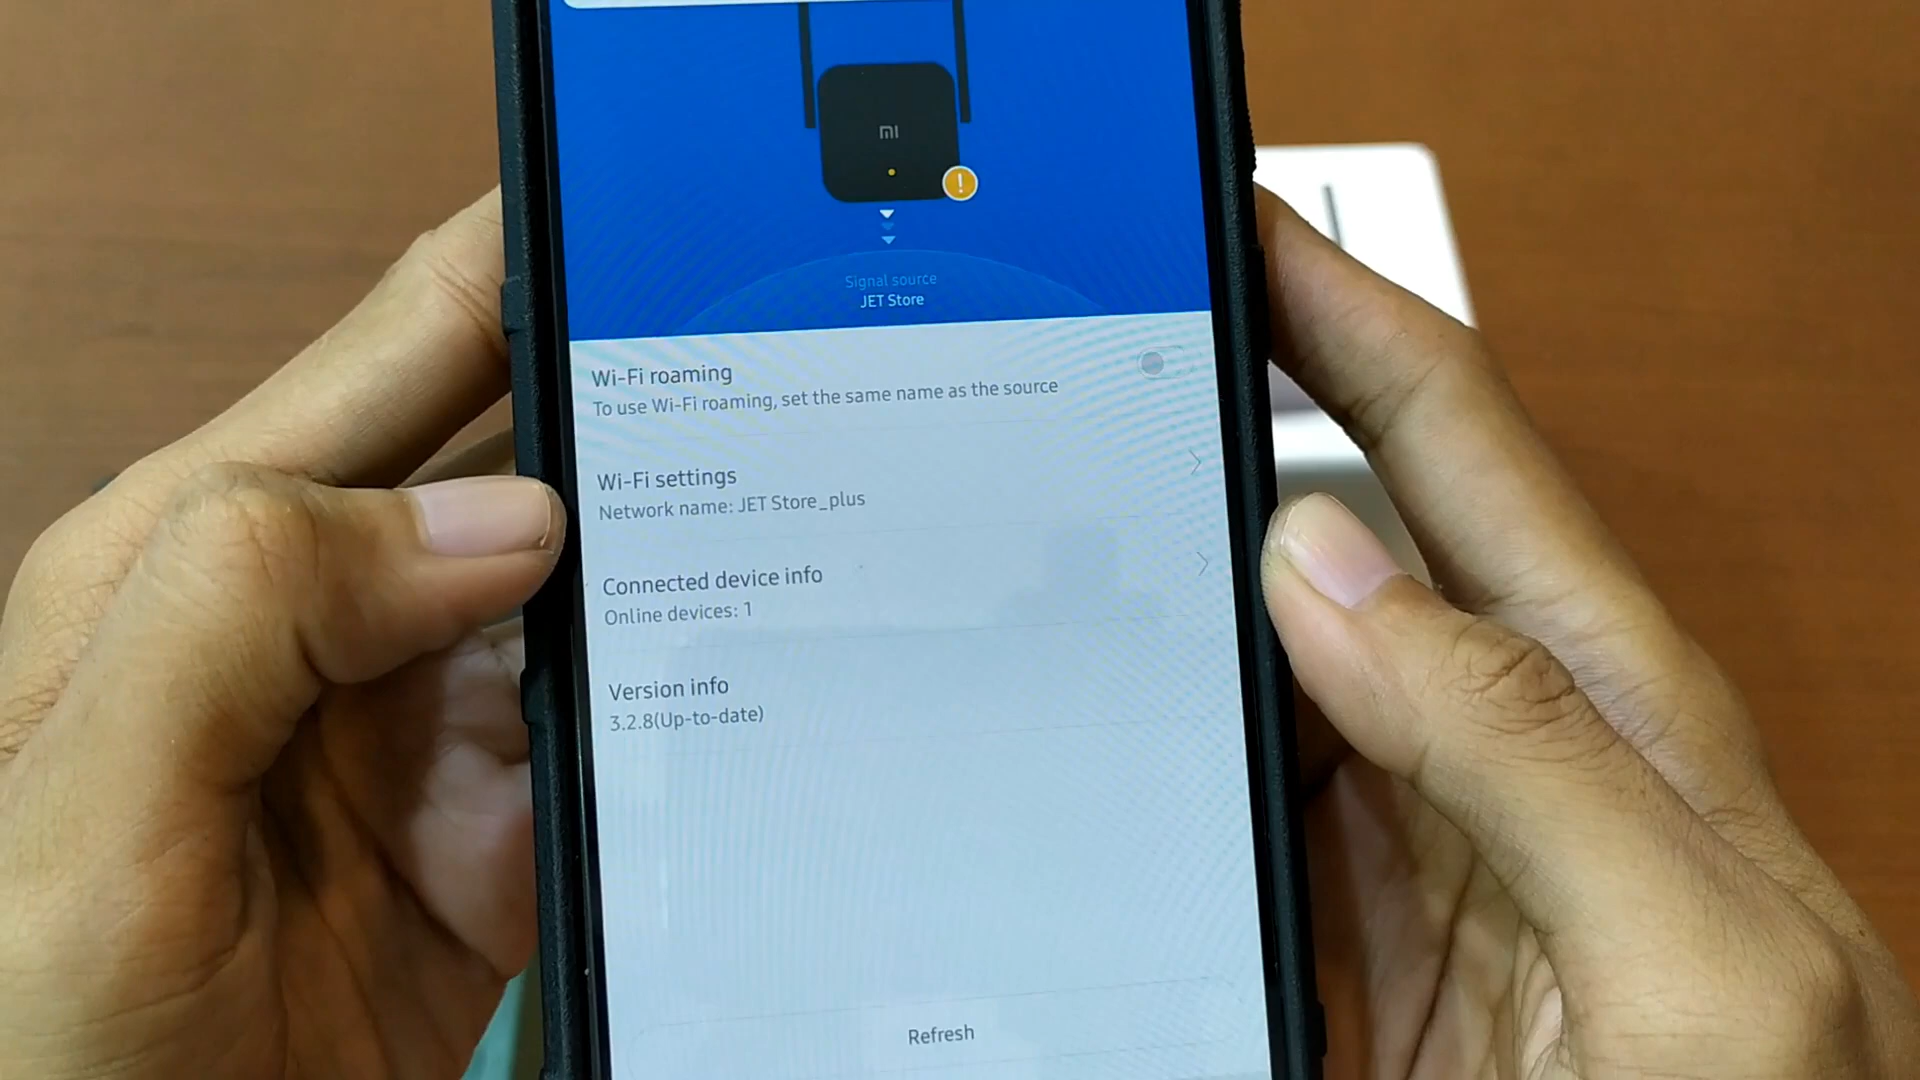 mi
!
Signal source
JET Store
Wi-Fi roaming
To use Wi-Fi roaming, set the same name as the source
Wi-Fi settings
Network name: JET Store_plus
Connected device info
Online devices: 1
Version info
3.2.8(Up-to-date)
Refresh